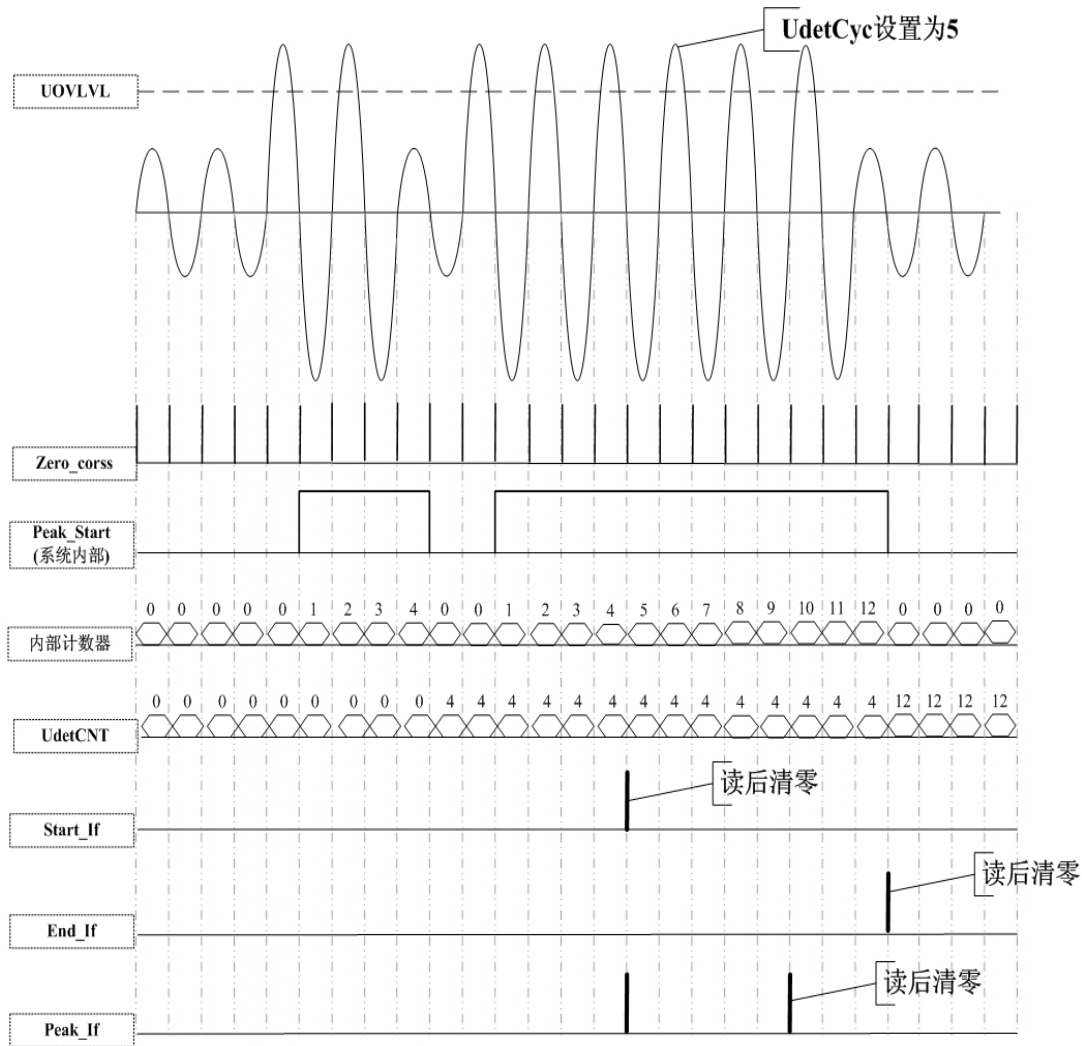 UdetCyc设置为5
UOVLVL
Zero_corss
Peak_Start
(系统内部)
0 0 0 0 0 1 2 3 4 0 0 1 2 3 4 5 6 7 8 9 10 11 12 0 0 0 0
内部计数器
0 0 0 0 0 0 0 0 0 4 4 4 4 4 4 4 4 4 4 4 4 4 4 12 12 12 12
UdetCNT
读后清零
Start_If
读后清零
End_If
读后清零
Peak_If